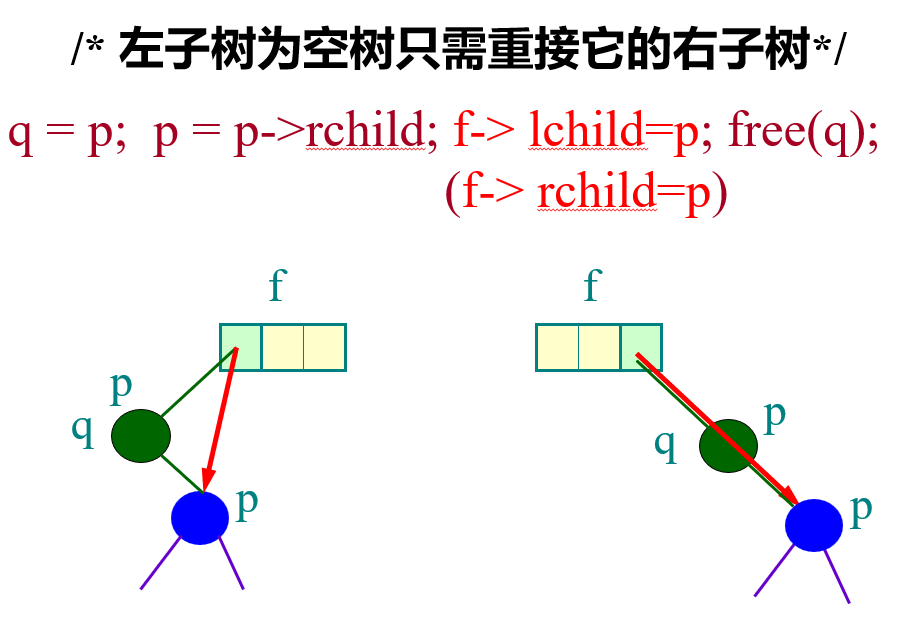 /* 左子树为空树只需重接它的右子树*/
q = p; p = p->rchild; f-> lchild=p; free(q);
(f-> rchild=p)
f
f
p
q
p
p
q
p